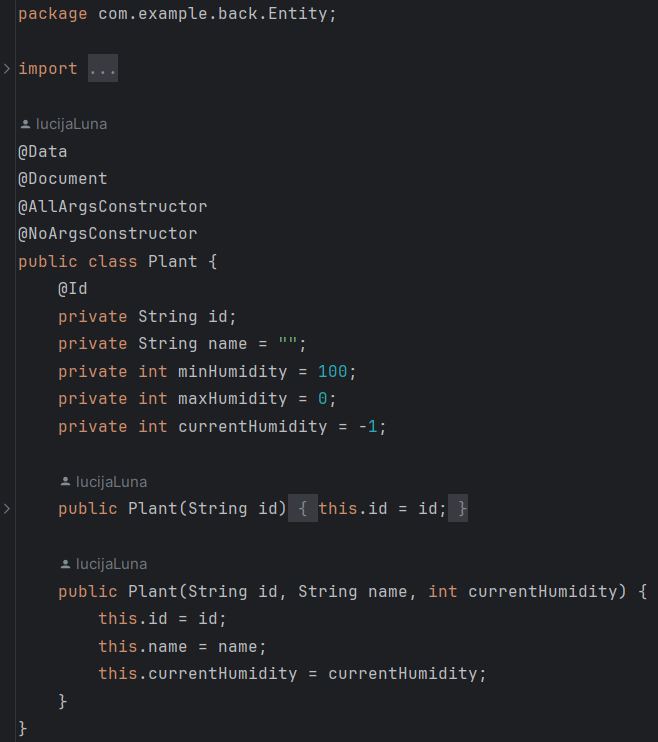 package com.example.back.Entity;
import ...
lucijaLuna
@Data
@Document
@AllArgsConstructor
@NoArgsConstructor
public class Plant {
@Id
private String id;
private String name = "";
private int minHumidity = 100;
private int maxHumidity = 0;
private int currentHumidity = -1;
lucijaLuna
public Plant(String id) { this.id = id; }
lucijaLuna
public Plant(String id, String name, int currentHumidity) {
this.id = id;
this.name = name;
this.currentHumidity = currentHumidity;
}
}